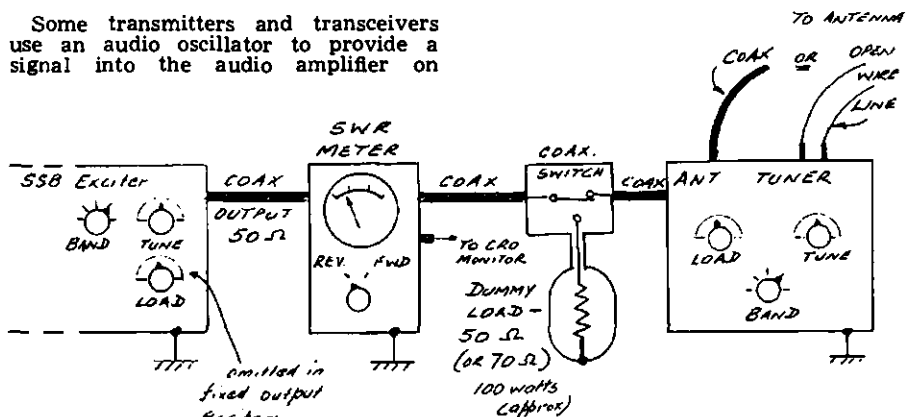 Some transmitters and transceivers
use an audio oscillator to provide a
signal into the audio amplifier on
TO ANTENNA
COAX OR OPEN
WIRE
LINE
SWR
METER
COAX.
SWITCH
SSB Exciter
BAND
TUNE
LOAD
COAX
OUTPUT
50 Ω
REV. FWD
COAX
TO CRO
MONITOR
COAX
ANT TUNER
LOAD
TUNE
BAND
DUMMY
LOAD -
50 Ω
(OR 70 Ω)
100 watts
(approx)
omitted in
fixed output